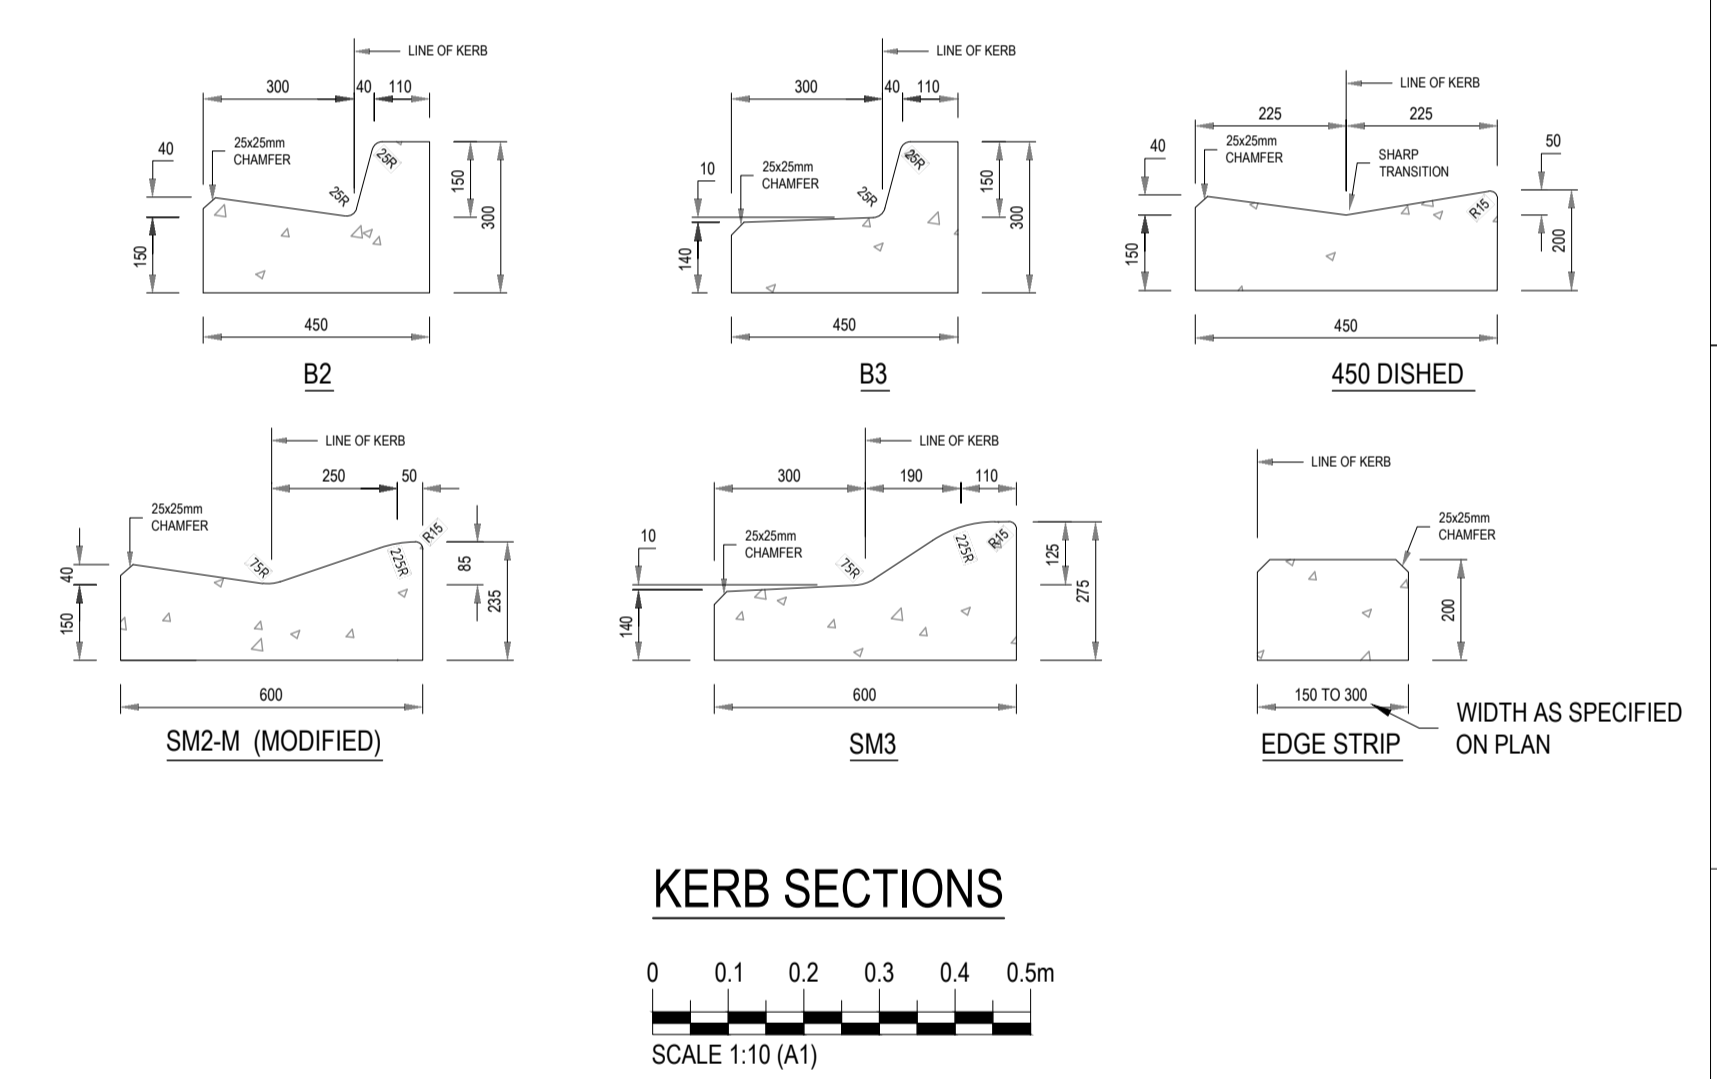 LINE OF KERB
300
40
110
25x25mm
CHAMFER
40
25R
25R
150
300
150
450
B2
LINE OF KERB
300
40
110
25x25mm
CHAMFER
10
25R
25R
150
300
140
450
B3
LINE OF KERB
225
225
25x25mm
CHAMFER
40
SHARP
TRANSITION
50
R15
150
200
450
450 DISHED
LINE OF KERB
250
50
25x25mm
CHAMFER
R15
75R
225R
40
85
150
235
600
SM2-M (MODIFIED)
LINE OF KERB
300
190
110
25x25mm
CHAMFER
10
75R
225R
R15
125
275
140
600
SM3
LINE OF KERB
25x25mm
CHAMFER
200
150 TO 300
WIDTH AS SPECIFIED
ON PLAN
EDGE STRIP
KERB SECTIONS
0 0.1 0.2 0.3 0.4 0.5m
SCALE 1:10 (A1)